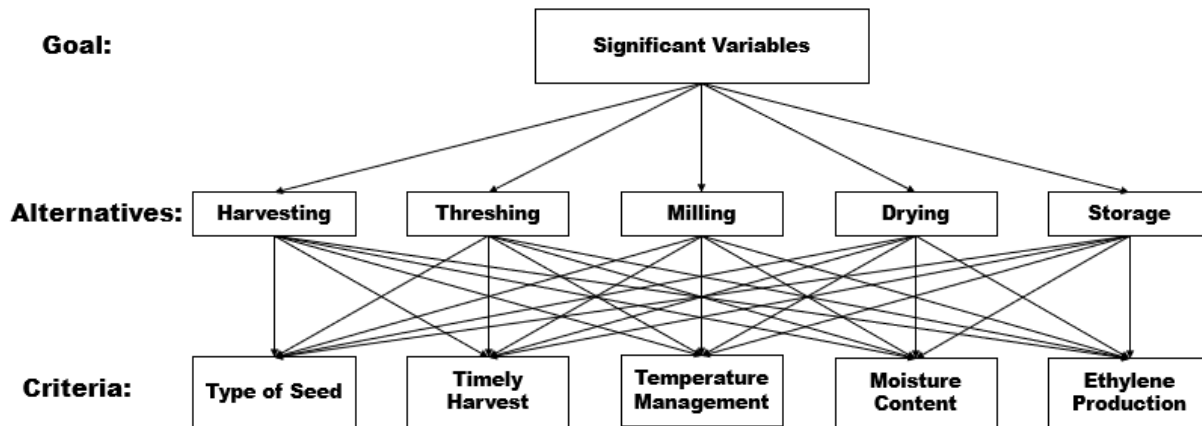 Goal:
Significant Variables
Alternatives:
Harvesting
Threshing
Milling
Drying
Storage
Criteria:
Type of Seed
Timely
Harvest
Temperature
Management
Moisture
Content
Ethylene
Production